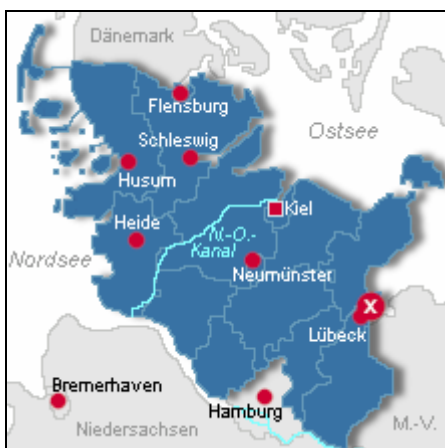 Dänemark
Flensburg
Ostsee
Schleswig
Husum
Kiel
Heide
N.-O.-
Kanal
Nordsee
Neumünster
X
Lübeck
Bremerhaven
Hamburg
M.-V.
Niedersachsen